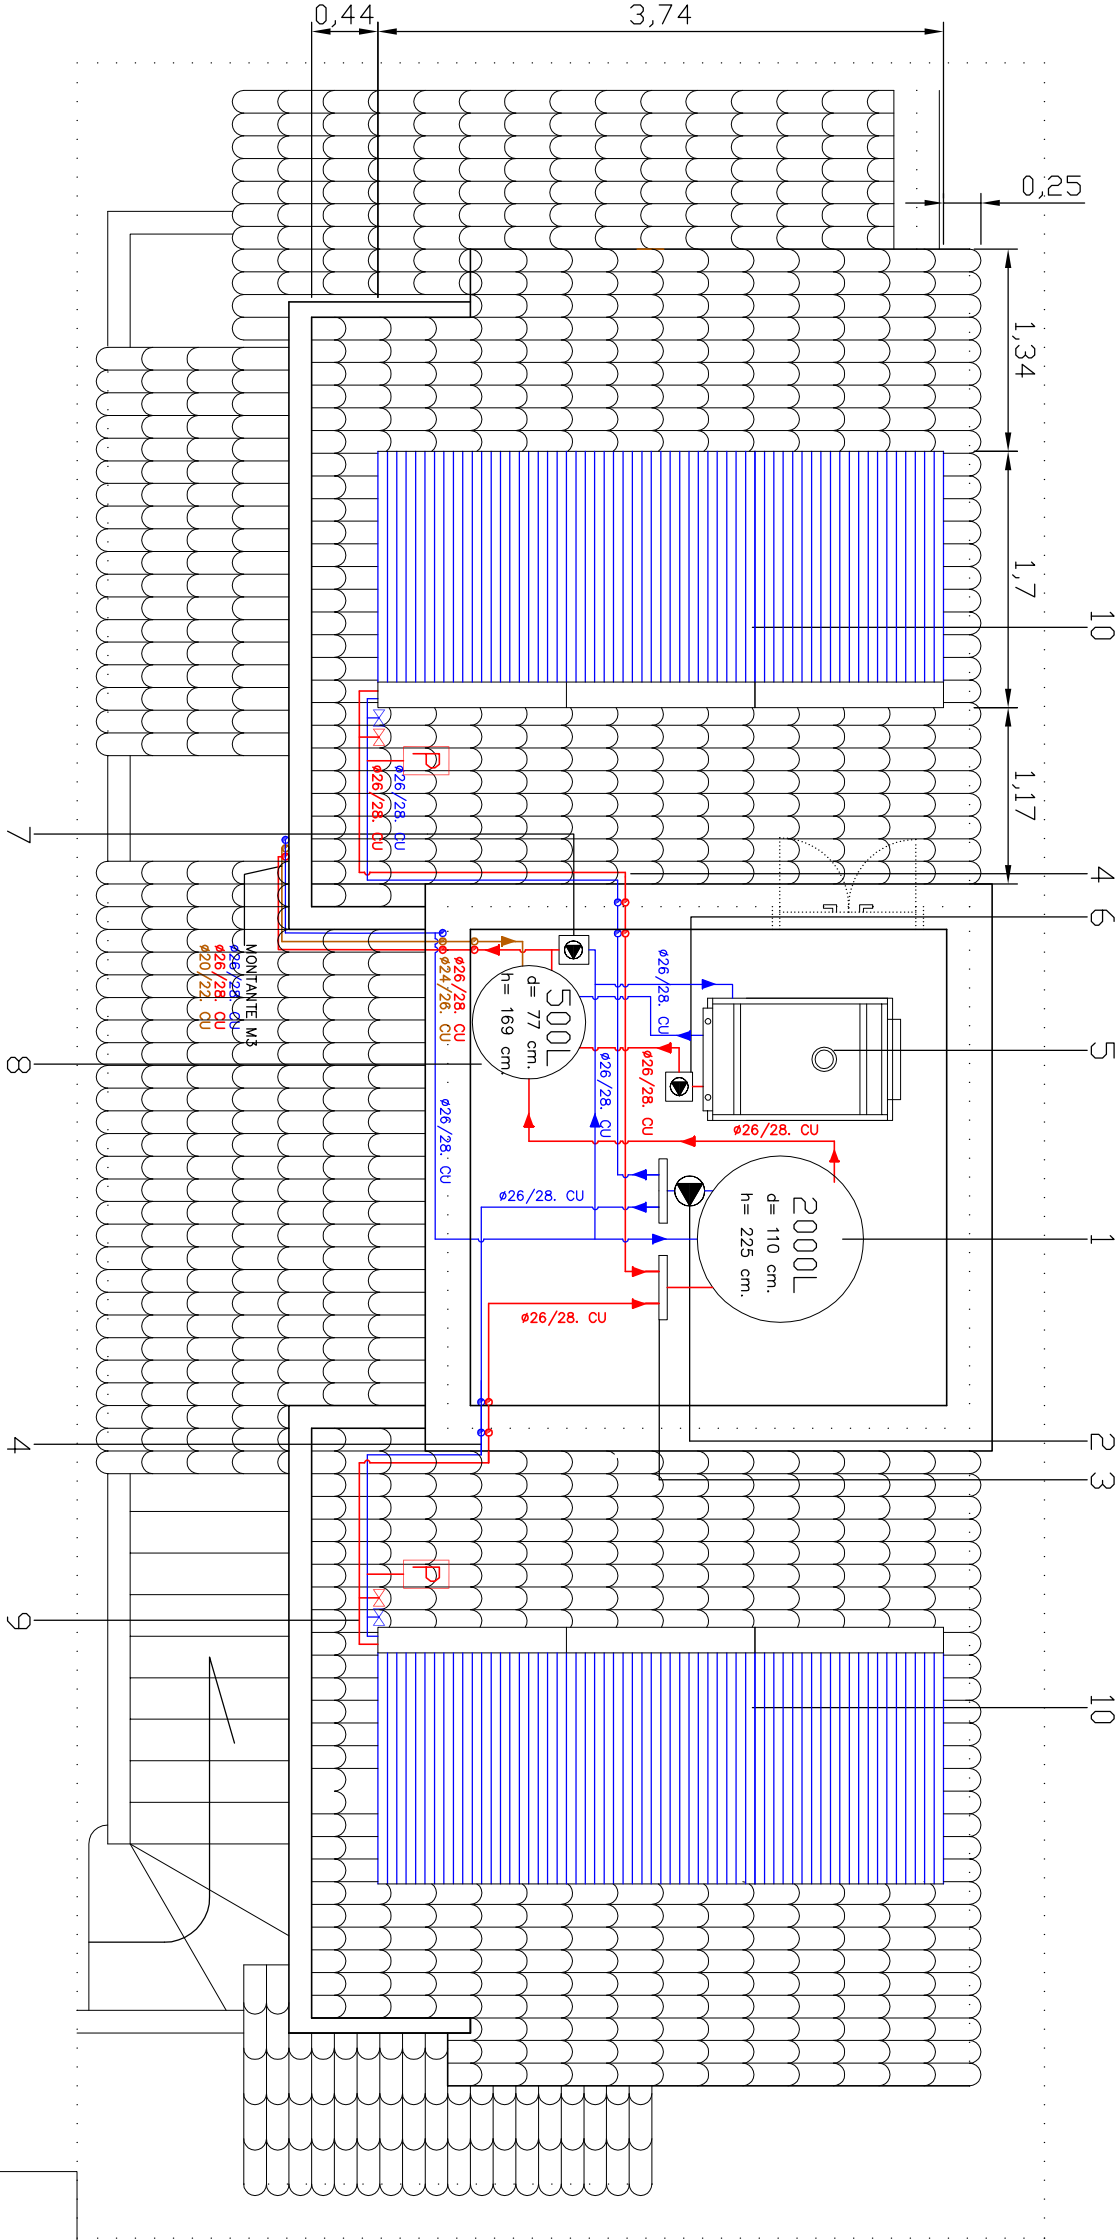 0,44
3,74
0,25
1,34
1,7
1,17
10
P
ø26/28. CU
ø26/28. CU
7
4
6
MONTANTE M3
ø26/28. CU
ø26/28. CU
ø20/22. CU
ø26/28. CU
ø24/26. CU
500L
d= 77 cm.
h= 169 cm.
ø26/28. CU
ø26/28. CU
ø26/28. CU
5
8
ø26/28. CU
ø26/28. CU
ø26/28. CU
2000L
d= 110 cm.
h= 225 cm.
1
ø26/28. CU
4
2
3
P
9
10